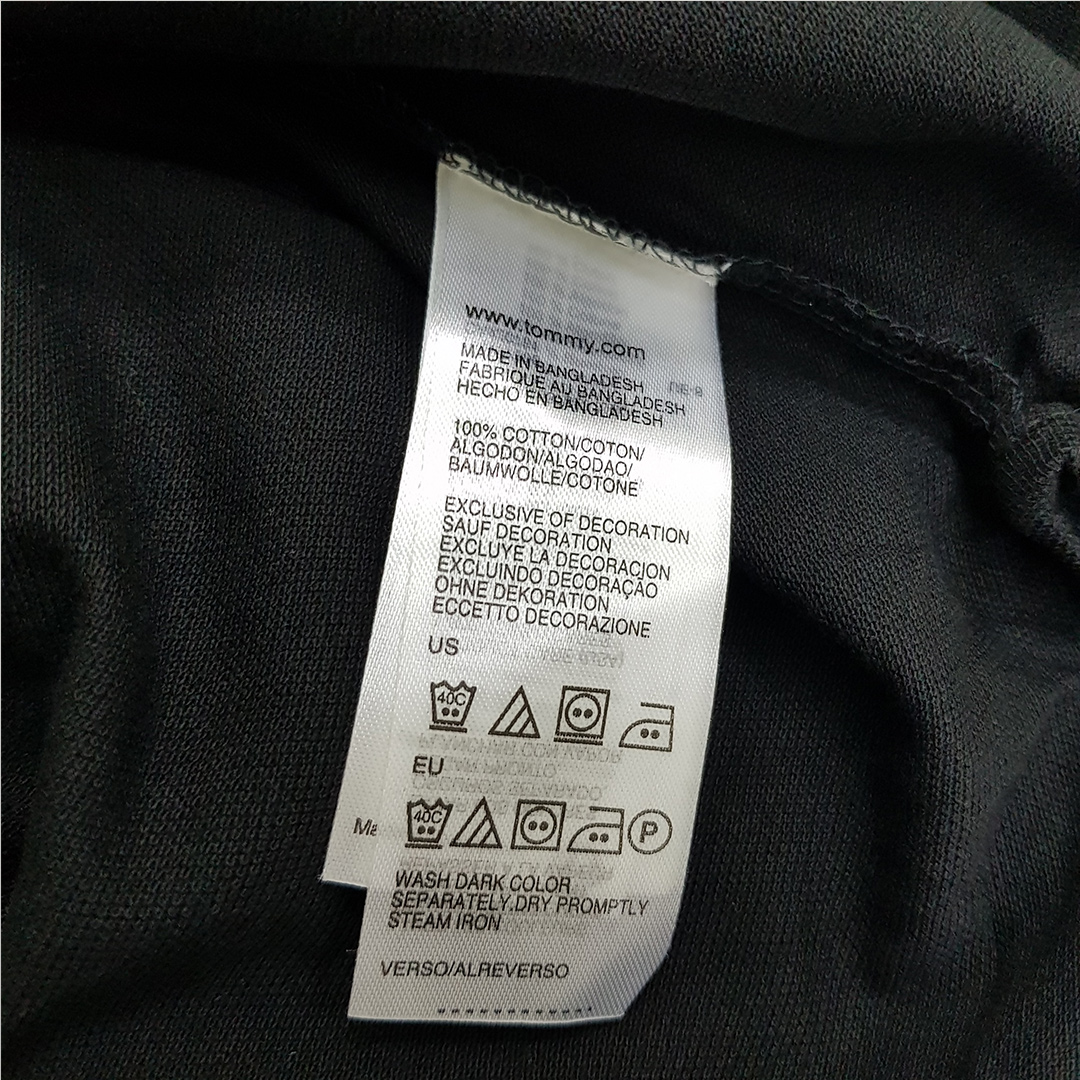 www.tommy.com
MADE IN BANGLADESH
FABRIQUE AU BANGLADESH
HECHO EN BANGLADESH
100% COTTON/COTON/
ALGODON/ALGODAO/
BAUMWOLLE/COTONE
EXCLUSIVE OF DECORATION
SAUF DECORATION
EXCLUYE LA DECORACION
EXCLUINDO DECORAÇÃO
OHNE DEKORATION
ECCETTO DECORAZIONE
US
40C
EU
40C P
WASH DARK COLOR
SEPARATELY.DRY PROMPTLY
STEAM IRON
VERSO/ALREVERSO